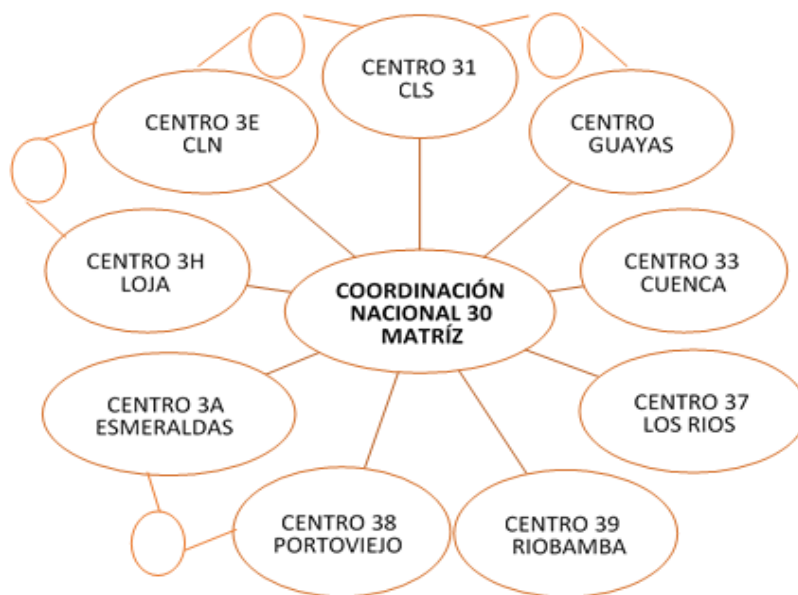 CENTRO 31
CLS
CENTRO 3E
CLN
CENTRO
GUAYAS
CENTRO 3H
LOJA
COORDINACIÓN
NACIONAL 30
MATRÍZ
CENTRO 33
CUENCA
CENTRO 3A
ESMERALDAS
CENTRO 37
LOS RIOS
CENTRO 38
PORTOVIEJO
CENTRO 39
RIOBAMBA